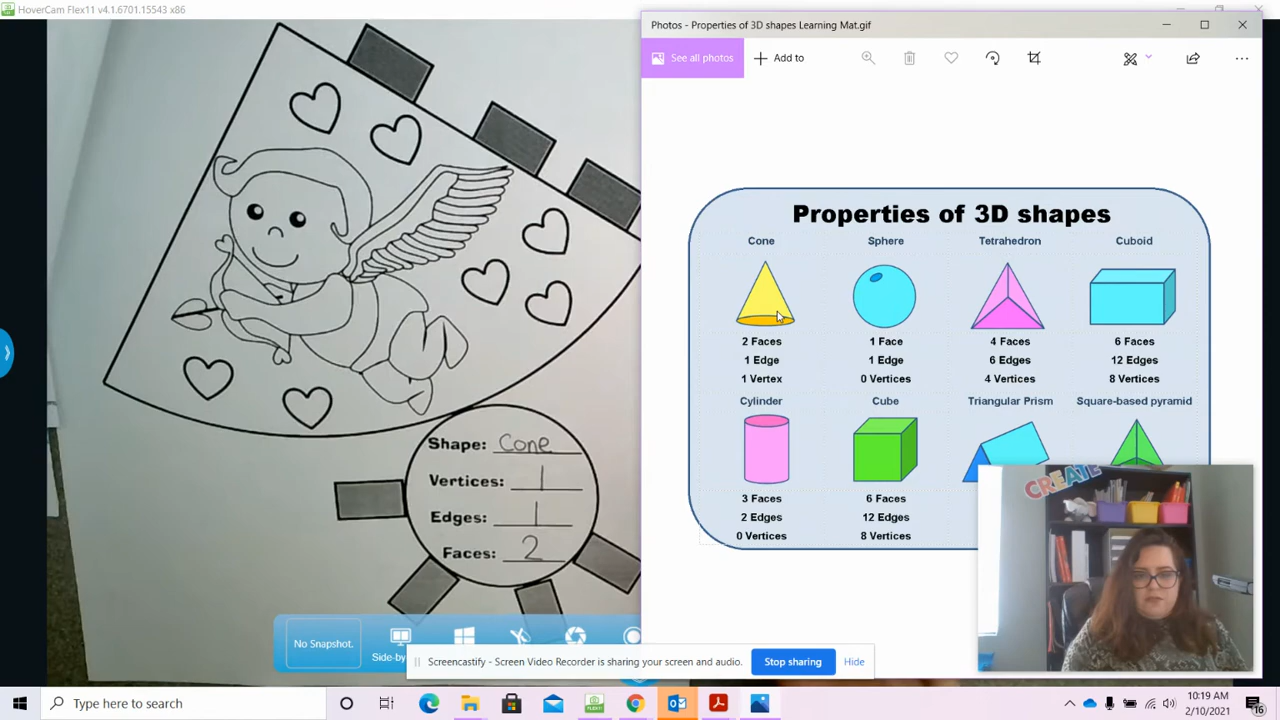 HoverCam Flex11 v4.1.6701.15543 x86
Photos - Properties of 3D shapes Learning Mat.gif
See all photos
Add to
Properties of 3D shapes
Cone Sphere Tetrahedron Cuboid
2 Faces 1 Face 4 Faces 6 Faces
1 Edge 1 Edge 6 Edges 12 Edges
1 Vertex 0 Vertices 4 Vertices 8 Vertices
Cylinder Cube Triangular Prism Square-based pyramid
3 Faces 6 Faces
2 Edges 12 Edges
0 Vertices 8 Vertices
Shape: Cone
Vertices: 1
Edges: 1
Faces: 2
CREATE
No Snapshot.
Side-by
Screencastify - Screen Video Recorder is sharing your screen and audio.
Stop sharing
Hide
Type here to search
10:19 AM
2/10/2021
16